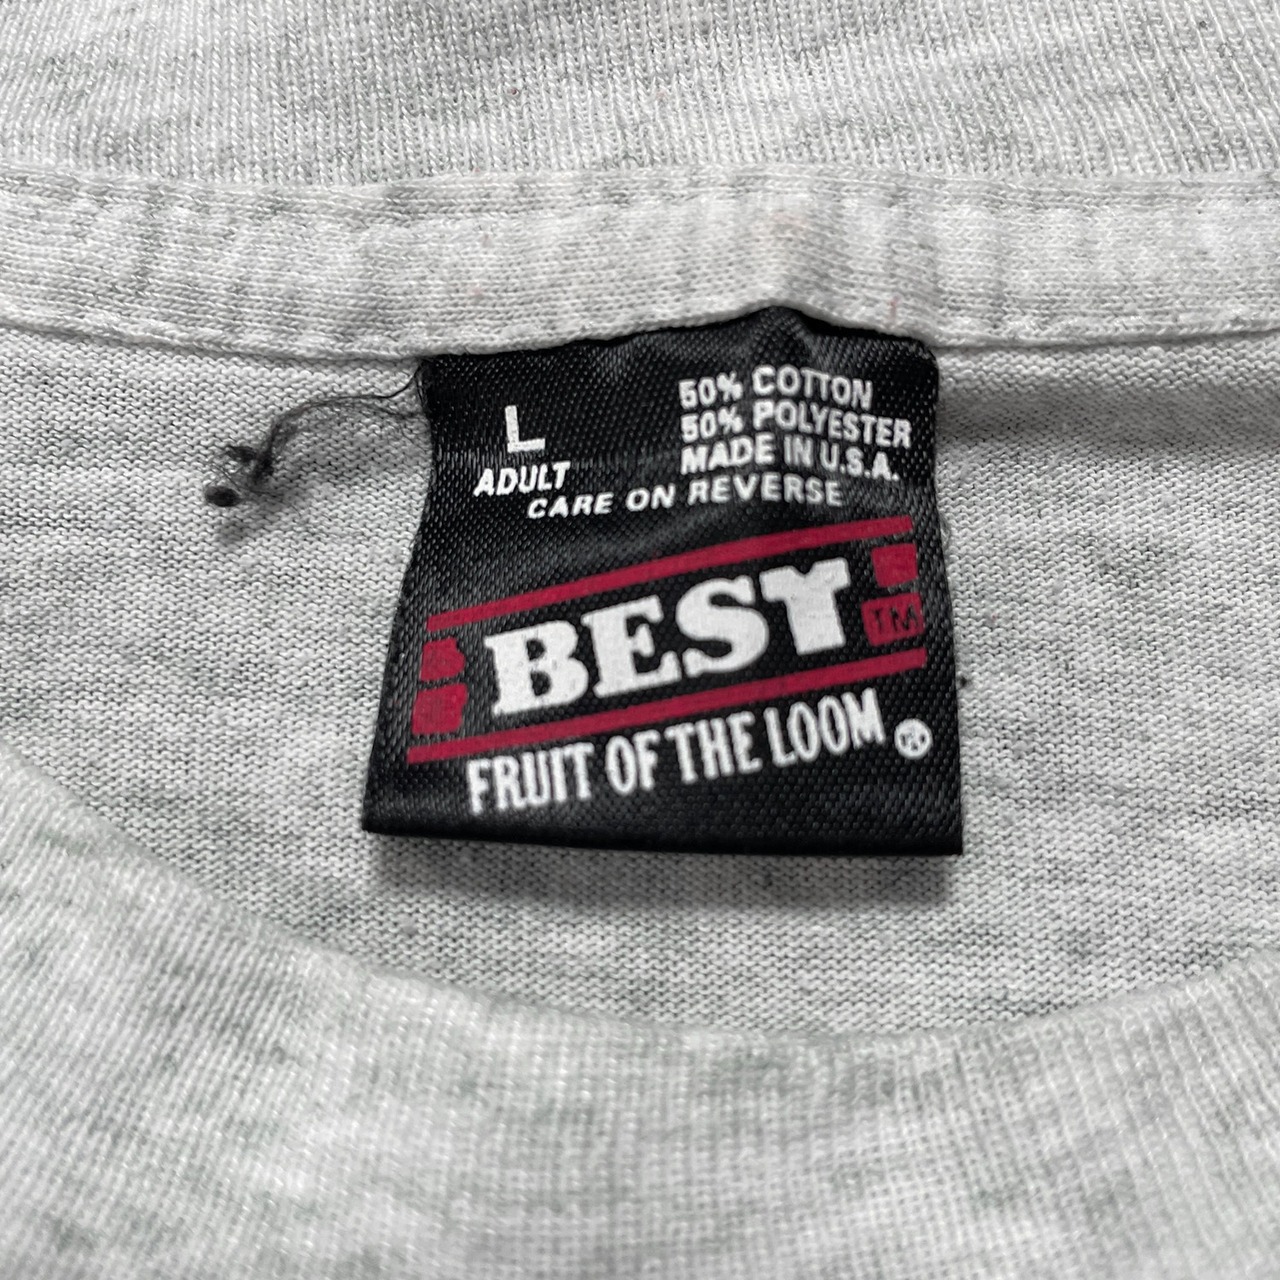 L
ADULT
50% COTTON
50% POLYESTER
MADE IN U.S.A.
CARE ON REVERSE
BEST
TM
FRUIT OF THE LOOM ®